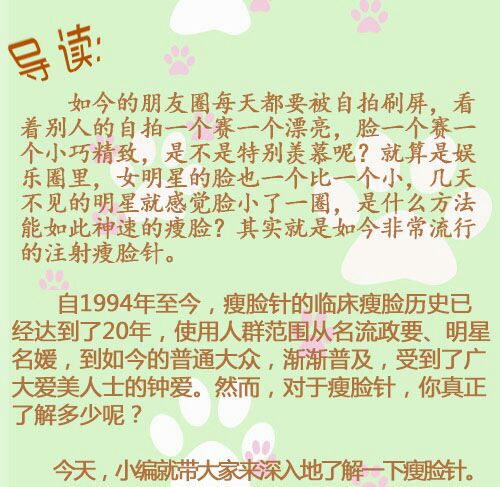 导读:
如今的朋友圈每天都要被自拍刷屏，看
着别人的自拍一个赛一个漂亮，脸一个赛一
个小巧精致，是不是特别羡慕呢？就算是娱
乐圈里，女明星的脸也一个比一个小，几天
不见的明星就感觉脸小了一圈，是什么方法
能如此神速的瘦脸？其实就是如今非常流行
的注射瘦脸针。
自1994年至今，瘦脸针的临床瘦脸历史已
经达到了20年，使用人群范围从名流政要、明星
名媛，到如今的普通大众，渐渐普及，受到了广
大爱美人士的钟爱。然而，对于瘦脸针，你真正
了解多少呢？
今天，小编就带大家来深入地了解一下瘦脸针。